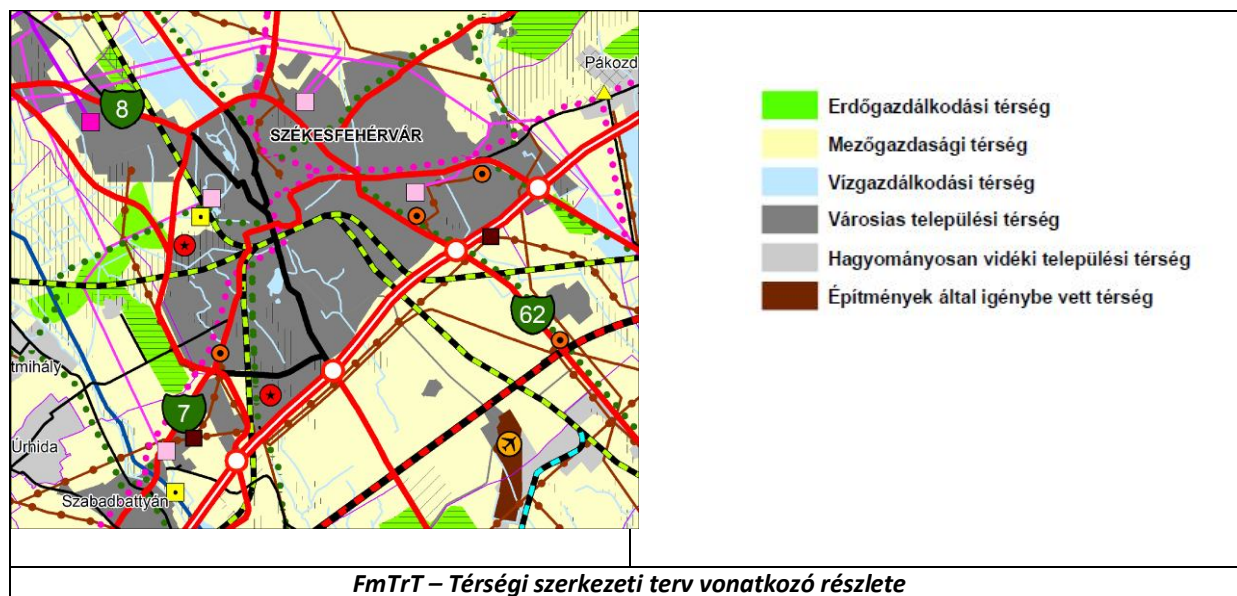 Pákozd
8
SZÉKESFEHÉRVÁR
62
tmihály
7
Úrhida
Szabadbattyán
Erdőgazdálkodási térség
Mezőgazdasági térség
Vízgazdálkodási térség
Városias települési térség
Hagyományosan vidéki települési térség
Építmények által igénybe vett térség
FmTrT – Térségi szerkezeti terv vonatkozó részlete